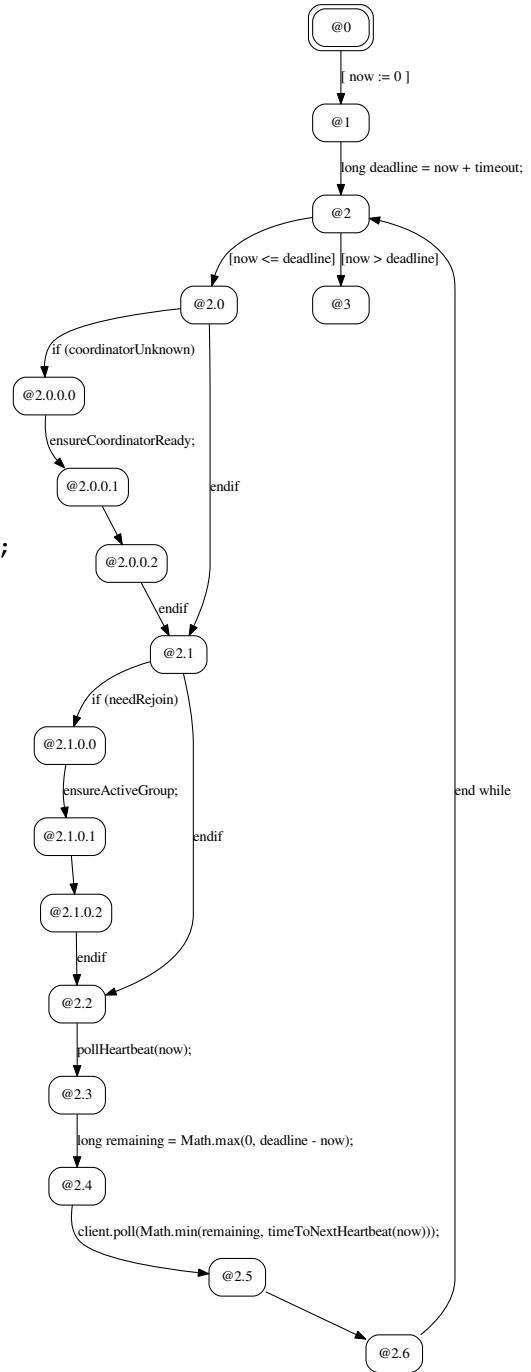 @0
[ now := 0 ]
@1
long deadline = now + timeout;
@2
[now <= deadline] [now > deadline]
@2.0
@3
if (coordinatorUnknown)
@2.0.0.0
ensureCoordinatorReady;
@2.0.0.1
endif
;
@2.0.0.2
endif
@2.1
if (needRejoin)
@2.1.0.0
ensureActiveGroup;
end while
@2.1.0.1
endif
@2.1.0.2
endif
@2.2
pollHeartbeat(now);
@2.3
long remaining = Math.max(0, deadline - now);
@2.4
client.poll(Math.min(remaining, timeToNextHeartbeat(now)));
@2.5
@2.6